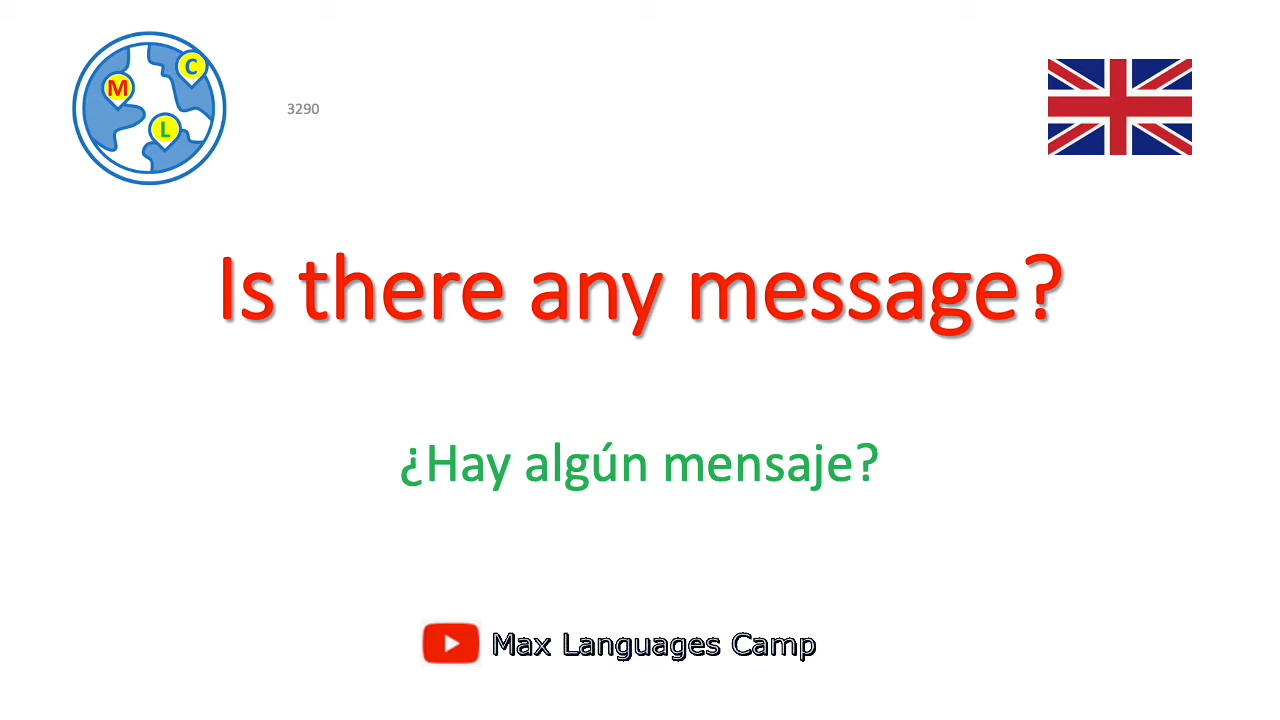 M
C
L
3290
Is there any message?
¿Hay algún mensaje?
Max Languages Camp